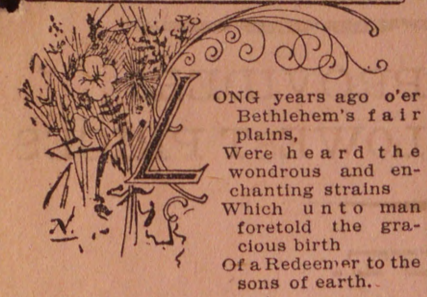 LONG years ago o'er
Bethlehem's fair
plains,
Were heard the
wondrous and en-
chanting strains
Which unto man
foretold the gra-
cious birth
Of a Redeemer to the
sons of earth.
N.